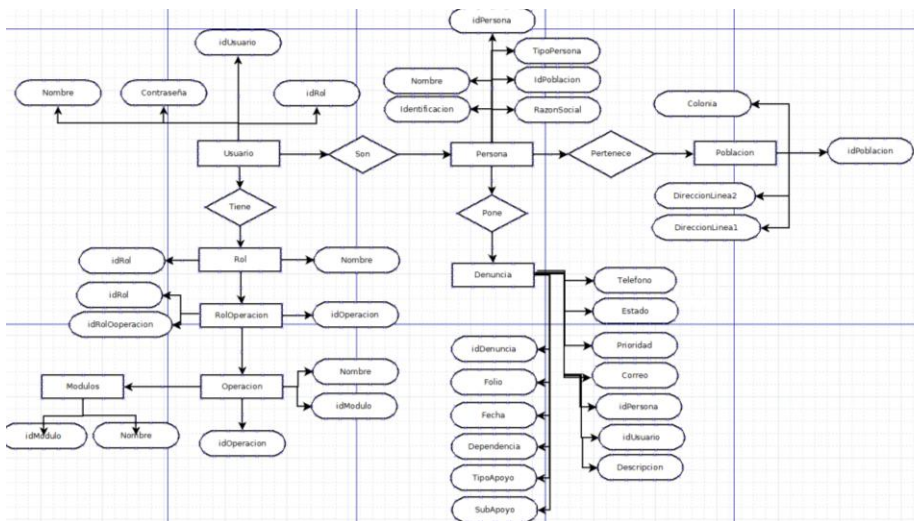 idPersona
idUsuario
TipoPersona
Nombre
IdPoblacion
Nombre
Contraseña
idRol
Identificacion
RazonSocial
Colonia
Usuario
Son
Persona
Pertenece
Poblacion
idPoblacion
DireccionLinea2
Tiene
Pone
DireccionLinea1
idRol
Rol
Nombre
Denuncia
Telefono
idRol
RolOperacion
idOperacion
Estado
idRolOoperacion
idDenuncia
Prioridad
Nombre
Modulos
Operacion
Folio
Correo
idModulo
idPersona
Fecha
idModulo
Nombre
idOperacion
Dependencia
idUsuario
TipoApoyo
Descripcion
SubApoyo